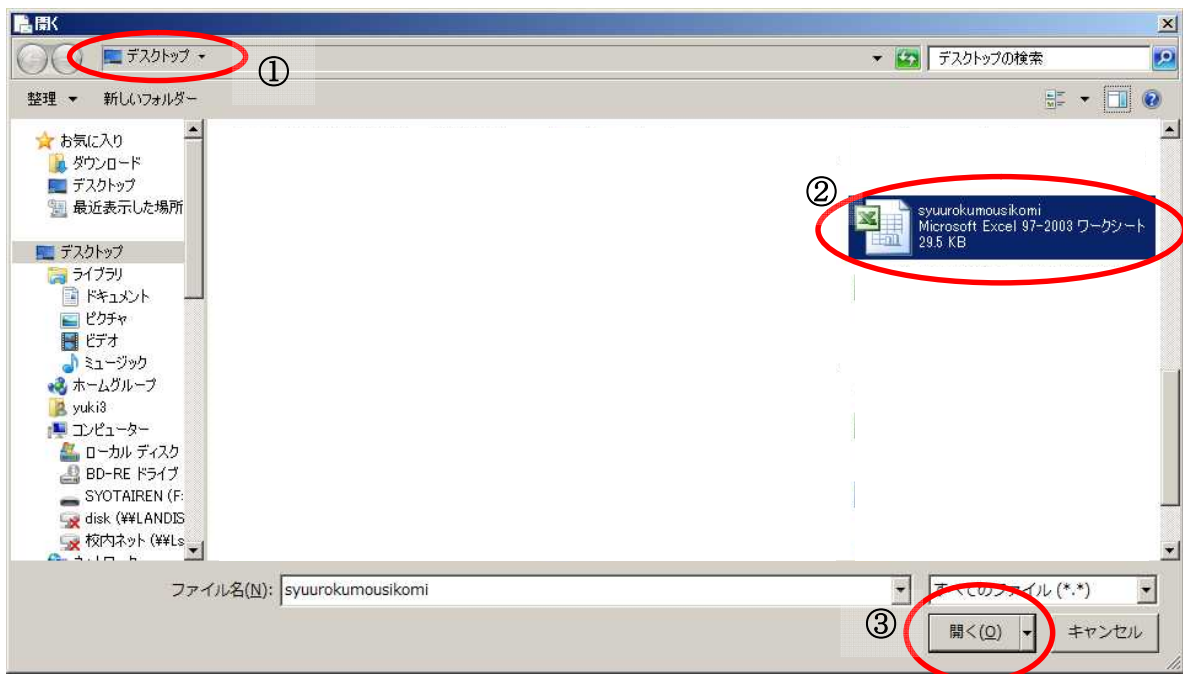 開く
デスクトップ
①
デスクトップの検索
整理
新しいフォルダー
お気に入り
ダウンロード
デスクトップ
最近表示した場所
デスクトップ
ライブラリ
ドキュメント
ピクチャ
ビデオ
ミュージック
ホームグループ
yuki3
コンピューター
ローカル ディスク
BD-RE ドライブ
SYOTAIREN (F:
disk (¥¥LANDIS
校内ネット (¥¥Ls
②
syuurokumousikomi
Microsoft Excel 97-2003 ワークシート
29.5 KB
ファイル名(N):
syuurokumousikomi
すべてのファイル (*.*)
③
開く(O)
キャンセル